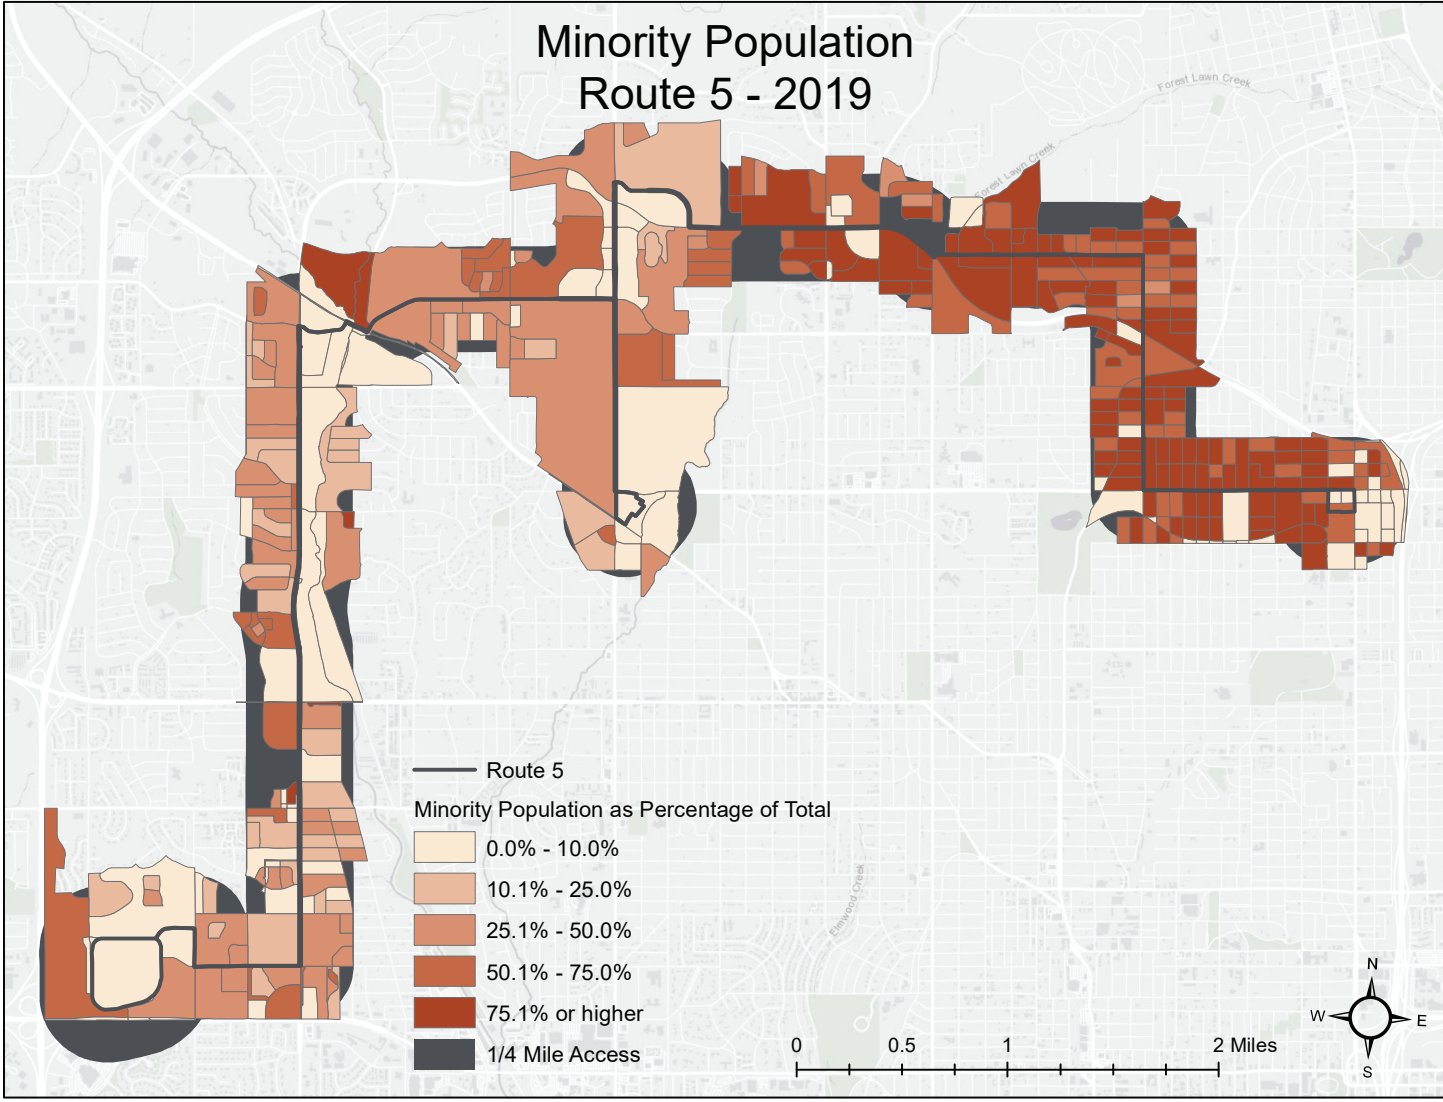 Minority Population
Route 5 - 2019
Forest Lawn Creek
Forest Lawn Creek
Route 5
Minority Population as Percentage of Total
0.0% - 10.0%
10.1% - 25.0%
25.1% - 50.0%
50.1% - 75.0%
75.1% or higher
1/4 Mile Access
Elmwood Creek
0 0.5 1 2 Miles
N
W E
S